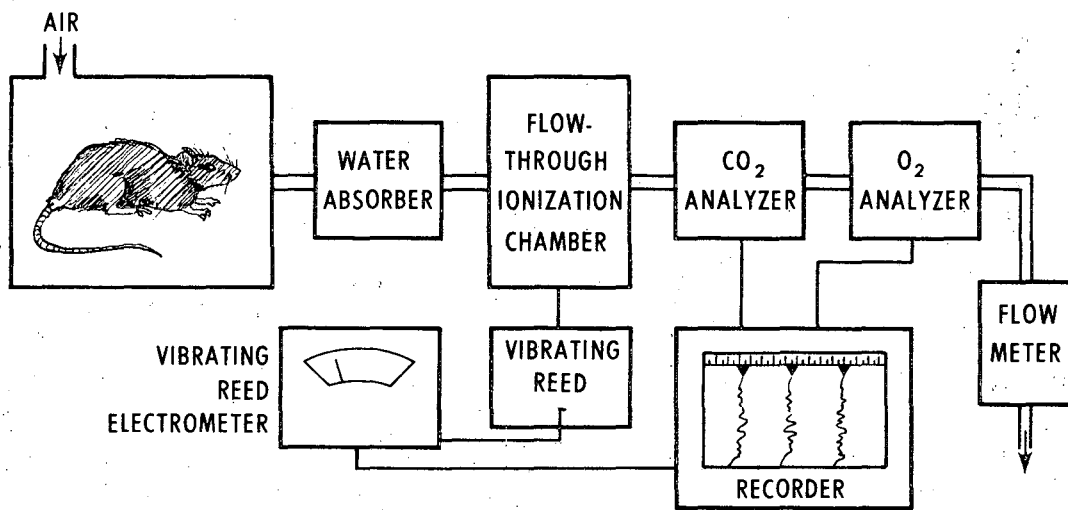 AIR
WATER
ABSORBER
FLOW-
THROUGH
IONIZATION
CHAMBER
CO₂
ANALYZER
O₂
ANALYZER
FLOW
METER
VIBRATING
REED
ELECTROMETER
VIBRATING
REED
RECORDER